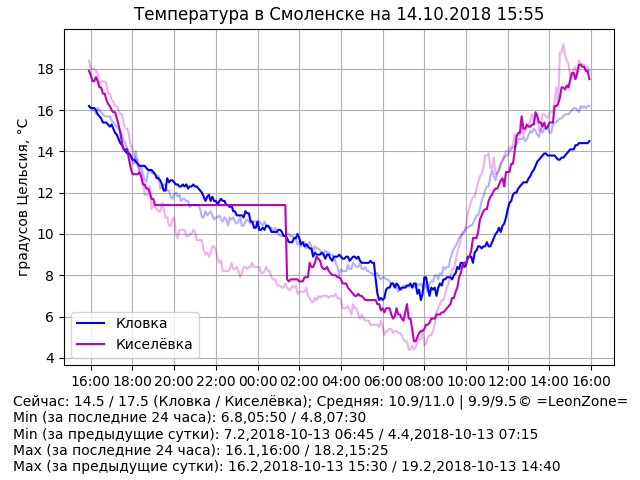 Температура в Смоленске на 14.10.2018 15:55
градусов Цельсия, °C
18
16
14
12
10
8
6
4
Кловка
Киселёвка
16:00 18:00 20:00 22:00 00:00 02:00 04:00 06:00 08:00 10:00 12:00 14:00 16:00
Сейчас: 14.5 / 17.5 (Кловка / Киселёвка); Средняя: 10.9/11.0 | 9.9/9.5© =LeonZone=
Min (за последние 24 часа): 6.8,05:50 / 4.8,07:30
Min (за предыдущие сутки): 7.2,2018-10-13 06:45 / 4.4,2018-10-13 07:15
Max (за последние 24 часа): 16.1,16:00 / 18.2,15:25
Max (за предыдущие сутки): 16.2,2018-10-13 15:30 / 19.2,2018-10-13 14:40